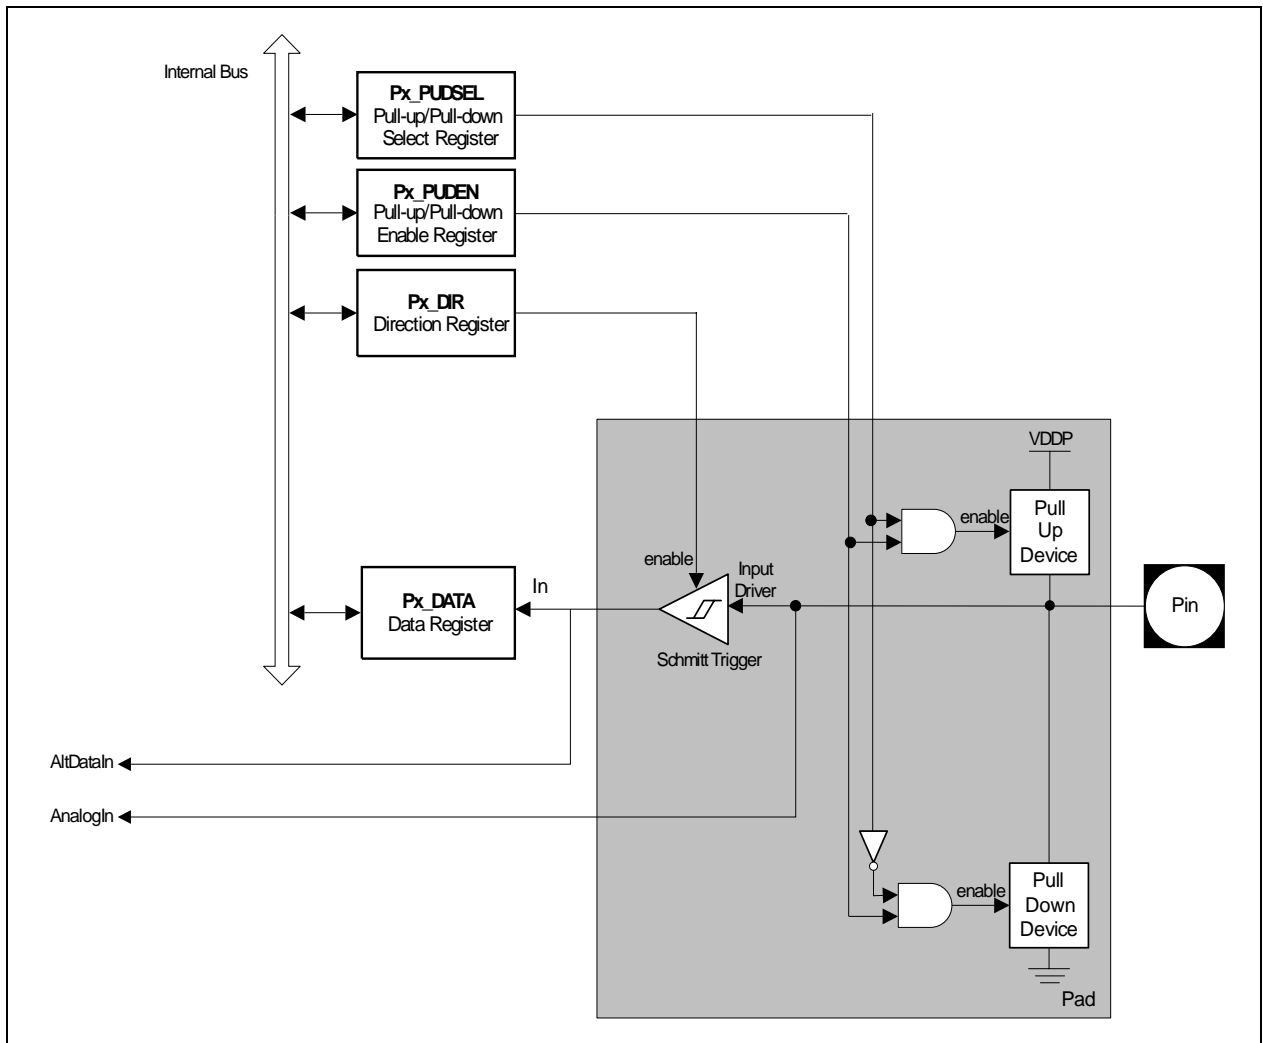 Internal Bus
Px_PUDSEL
Pull-up/Pull-down
Select Register
Px_PUDEN
Pull-up/Pull-down
Enable Register
Px_DIR
Direction Register
VDDP
Pull
Up
Device
enable
enable
Input
Driver
In
Px_DATA
Data Register
Schmitt Trigger
Pin
AltDataIn
AnalogIn
enable
Pull
Down
Device
Pad